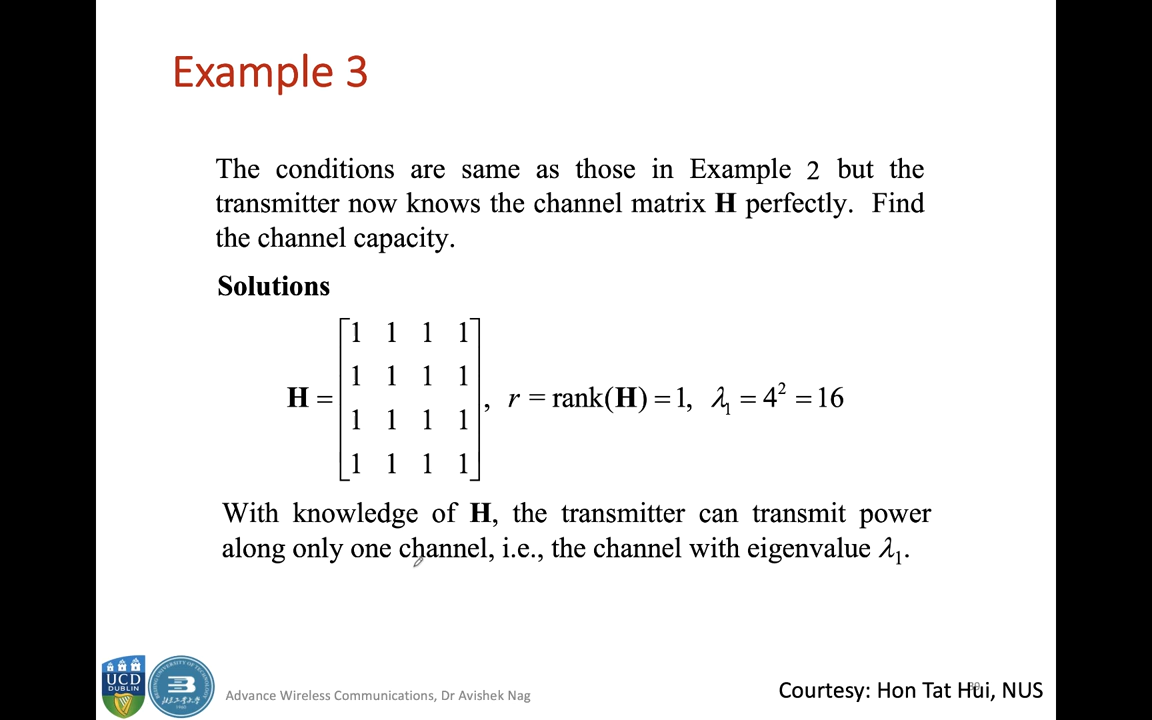 Example 3
The conditions are same as those in Example 2 but the
transmitter now knows the channel matrix H perfectly. Find
the channel capacity.
Solutions
H = [1 1 1 1
1 1 1 1
1 1 1 1
1 1 1 1], r = rank(H) = 1, λ₁ = 4² = 16
With knowledge of H, the transmitter can transmit power
along only one channel, i.e., the channel with eigenvalue λ₁.
UCD
DUBLIN
Advance Wireless Communications, Dr Avishek Nag
Courtesy: Hon Tat Hui, NUS